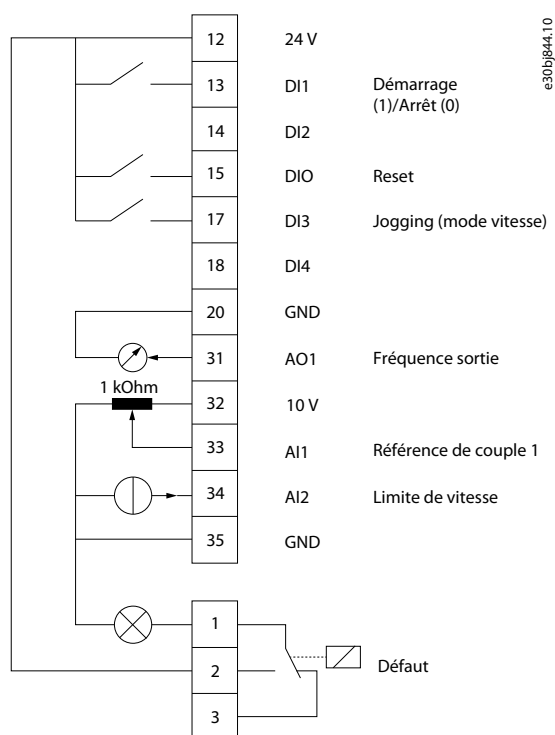 e30bj844.10
12 24 V
13 DI1 Démarrage
(1)/Arrêt (0)
14 DI2
15 DIO Reset
17 DI3 Jogging (mode vitesse)
18 DI4
20 GND
31 AO1 Fréquence sortie
1 kOhm
32 10 V
33 AI1 Référence de couple 1
34 AI2 Limite de vitesse
35 GND
1
2 Défaut
3